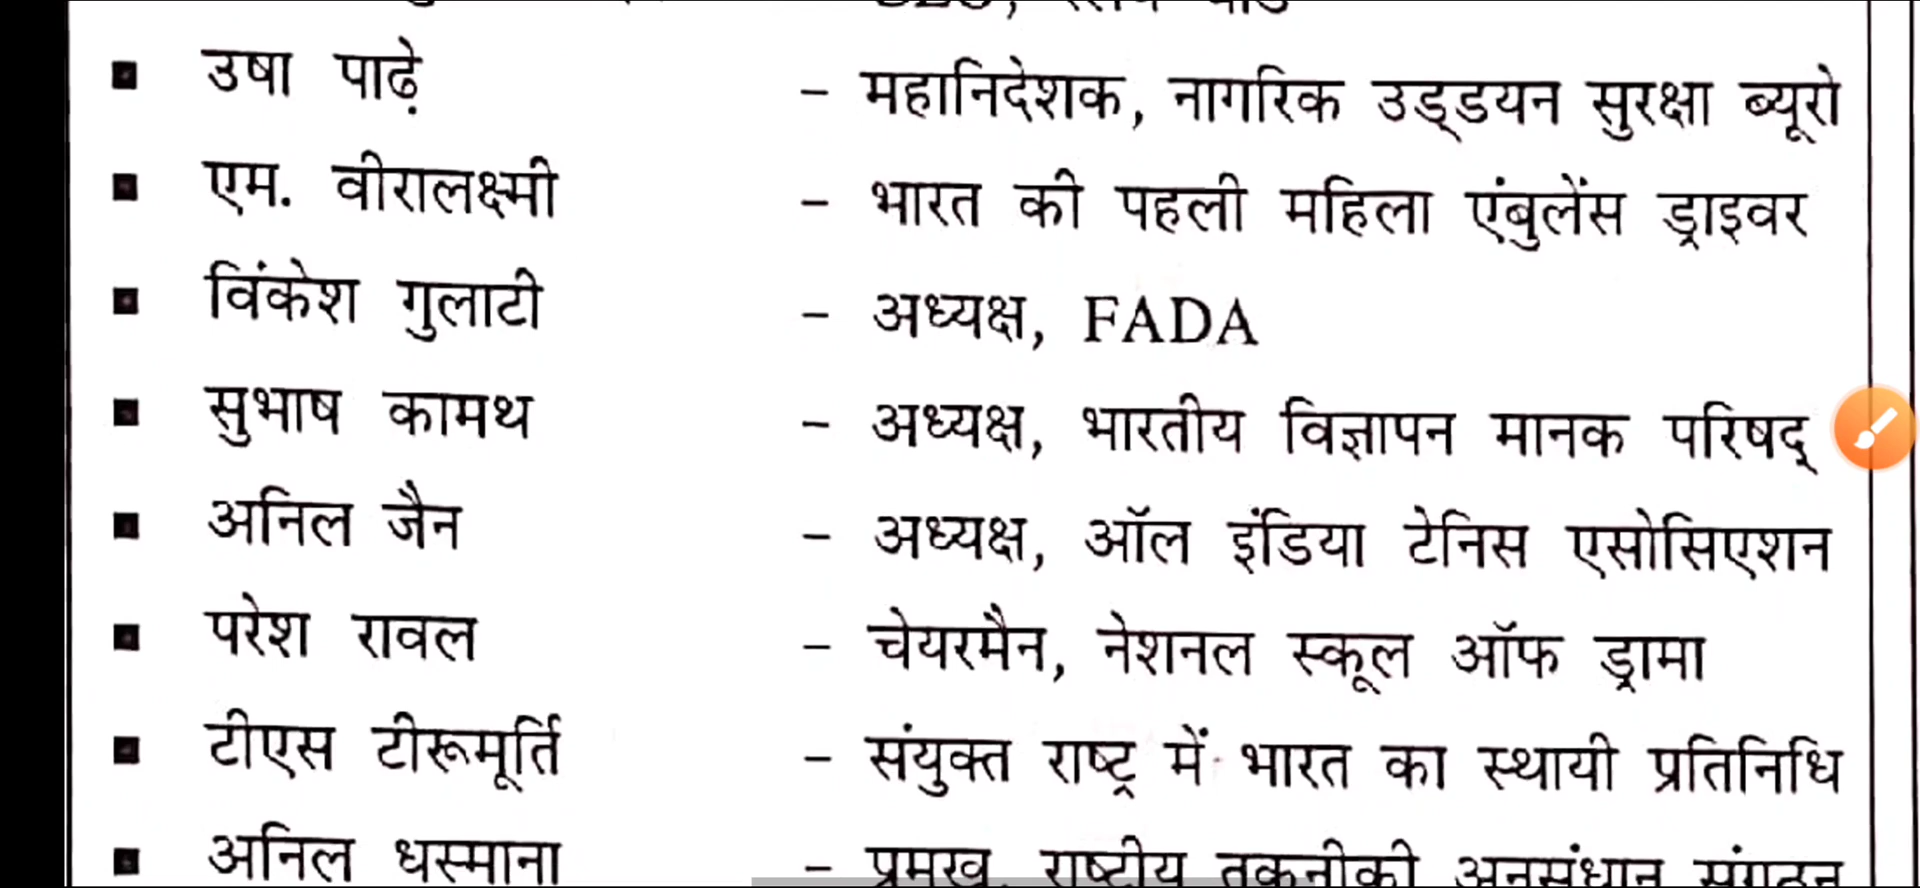 उषा पाढ़े - महानिदेशक, नागरिक उड्डयन सुरक्षा ब्यूरो
एम. वीरालक्ष्मी - भारत की पहली महिला एंबुलेंस ड्राइवर
विंकेश गुलाटी - अध्यक्ष, FADA
सुभाष कामथ - अध्यक्ष, भारतीय विज्ञापन मानक परिषद्
अनिल जैन - अध्यक्ष, ऑल इंडिया टेनिस एसोसिएशन
परेश रावल - चेयरमैन, नेशनल स्कूल ऑफ ड्रामा
टीएस टीरूमूर्ति - संयुक्त राष्ट्र में भारत का स्थायी प्रतिनिधि
अनिल धस्माना - प्रमुख, राष्ट्रीय तकनीकी अनुसंधान संगठन